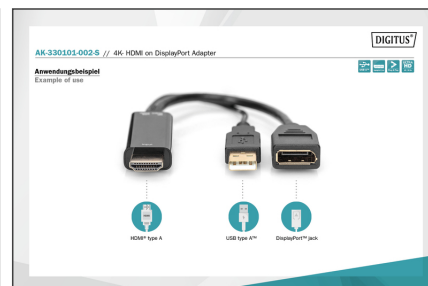 DIGITUS®
AK-330101-002-S // 4K- HDMI on DisplayPort Adapter
Anwendungsbeispiel
Example of use
HDMI® type A
USB type A™
DisplayPort™ jack